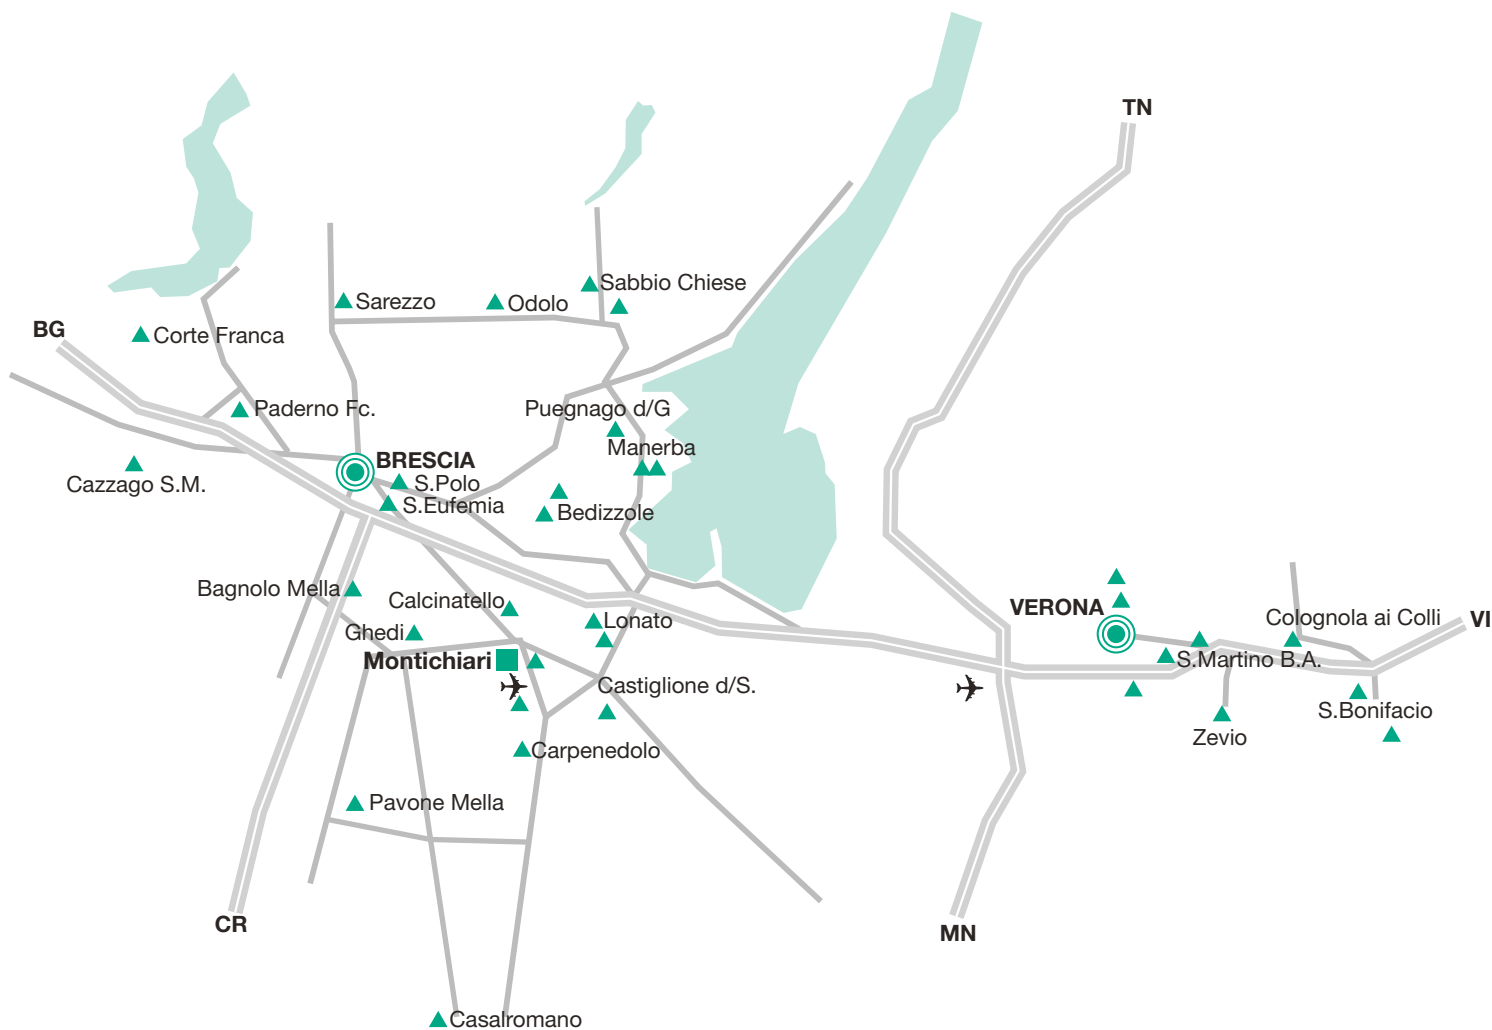 TN
Sabbio Chiese
Sarezzo
Odolo
BG
Corte Franca
Paderno Fc.
Puegnago d/G
Manerba
BRESCIA
S.Polo
Cazzago S.M.
S.Eufemia
Bedizzole
Bagnolo Mella
Calcinatello
VERONA
Colognola ai Colli
VI
Ghedi
Lonato
Montichiari
S.Martino B.A.
Castiglione d/S.
S.Bonifacio
Zevio
Carpenedolo
Pavone Mella
CR
MN
Casalromano